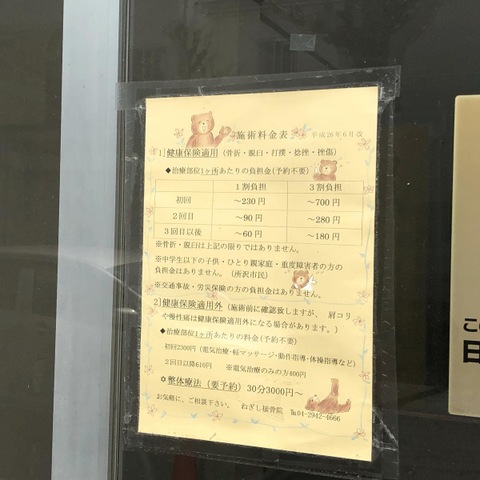 施術料金表 平成26年6月改
1]健康保険適用(骨折・脱臼・打撲・捻挫・挫傷)
◆治療部位1ヶ所あたりの負担金(予約不要)
1割負担 3割負担
初回 〜230円 〜700円
2回目 〜90円 〜280円
3回目以後 〜60円 〜180円
※骨折・脱臼は上記の限りではありません。
※中学生以下の子供・ひとり親家庭・重度障害者の方の
負担金はありません。(所沢市民)
※交通事故・労災保険の方の負担金はありません。
2]健康保険適用外(施術前に確認致しますが、肩コリ
や慢性痛は健康保険適用外になる場合があります。)
◆治療部位1ヶ所あたりの料金(予約不要)
初回2300円(電気治療・軽マッサージ・動作指導・体操指導など)
2回目以降610円 ※電気治療のみの方400円
✡整体療法(要予約)30分3000円〜
お気軽に、ご相談下さい。 ねぎし接骨院 ℡04-2942-4666
こ
日